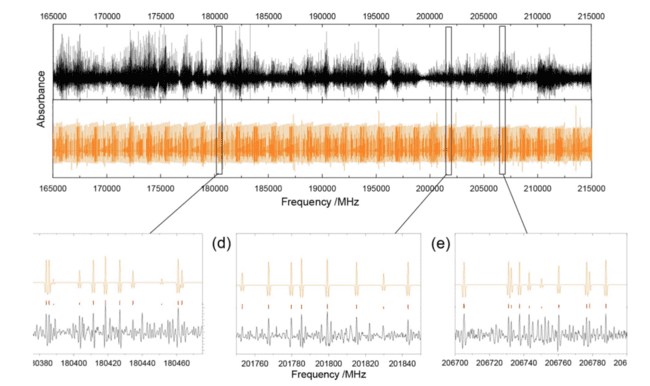 165000 170000 175000 180000 185000 190000 195000 200000 205000 210000 215000
Absorbance
165000 170000 175000 180000 185000 190000 195000 200000 205000 210000 215000
Frequency /MHz
(d) (e)
0380 180400 180420 180440 180460 201760 201780 201800 201820 201840 206700 206720 206740 206760 206780 206
Frequency /MHz